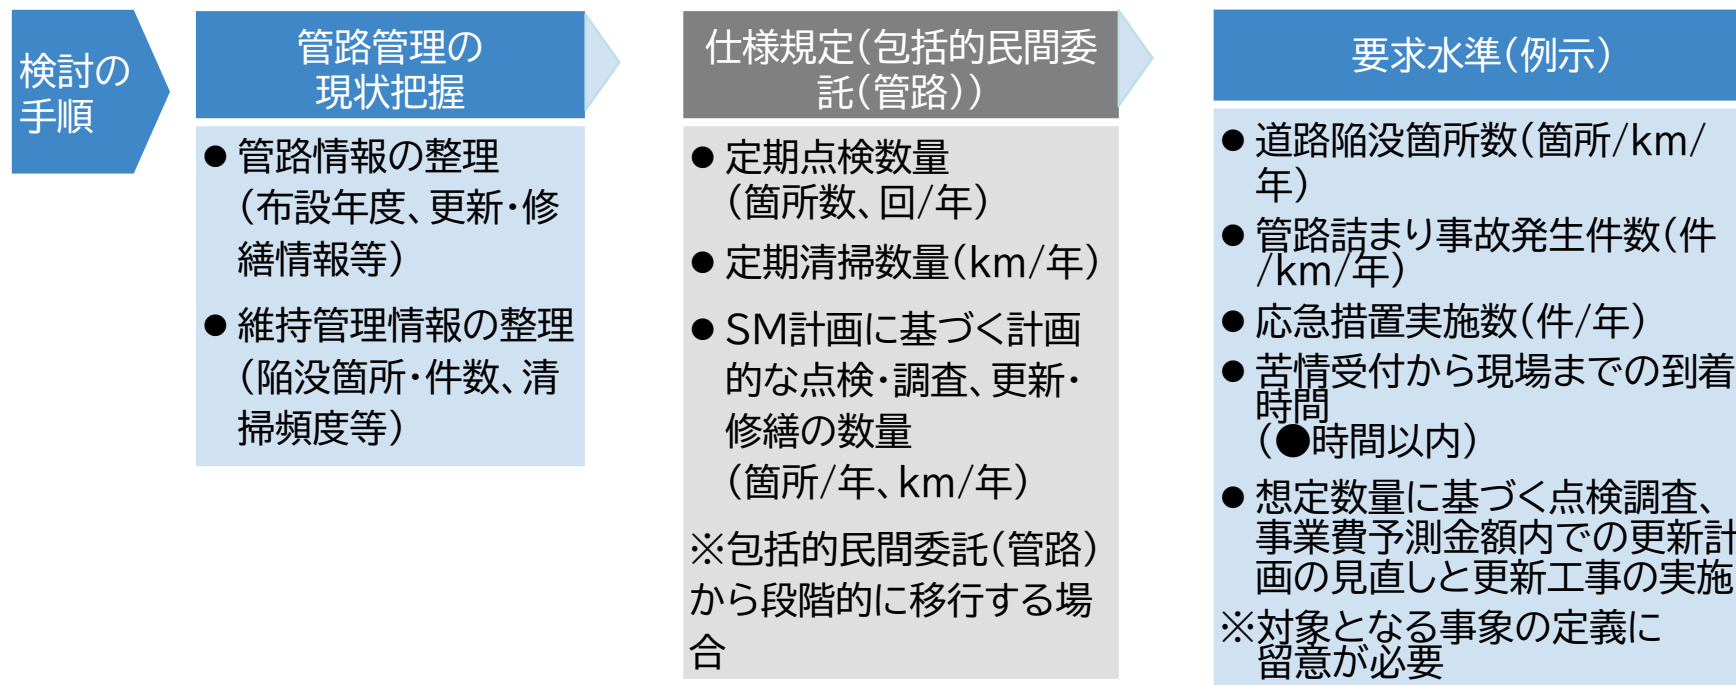 検討の
手順
管路管理の
現状把握
●管路情報の整理
(布設年度、更新・修
繕情報等)
●維持管理情報の整理
(陥没箇所・件数、清
掃頻度等)
仕様規定(包括的民間委
託(管路))
●定期点検数量
(箇所数、回/年)
●定期清掃数量(km/年)
●SM計画に基づく計画
的な点検・調査、更新・
修繕の数量
(箇所/年、km/年)
※包括的民間委託(管路)
から段階的に移行する場
合
要求水準(例示)
●道路陥没箇所数(箇所/km/
年)
●管路詰まり事故発生件数(件
/km/年)
●応急措置実施数(件/年)
●苦情受付から現場までの到着
時間
(●時間以内)
●想定数量に基づく点検調査、
事業費予測金額内での更新計
画の見直しと更新工事の実施
※対象となる事象の定義に
留意が必要